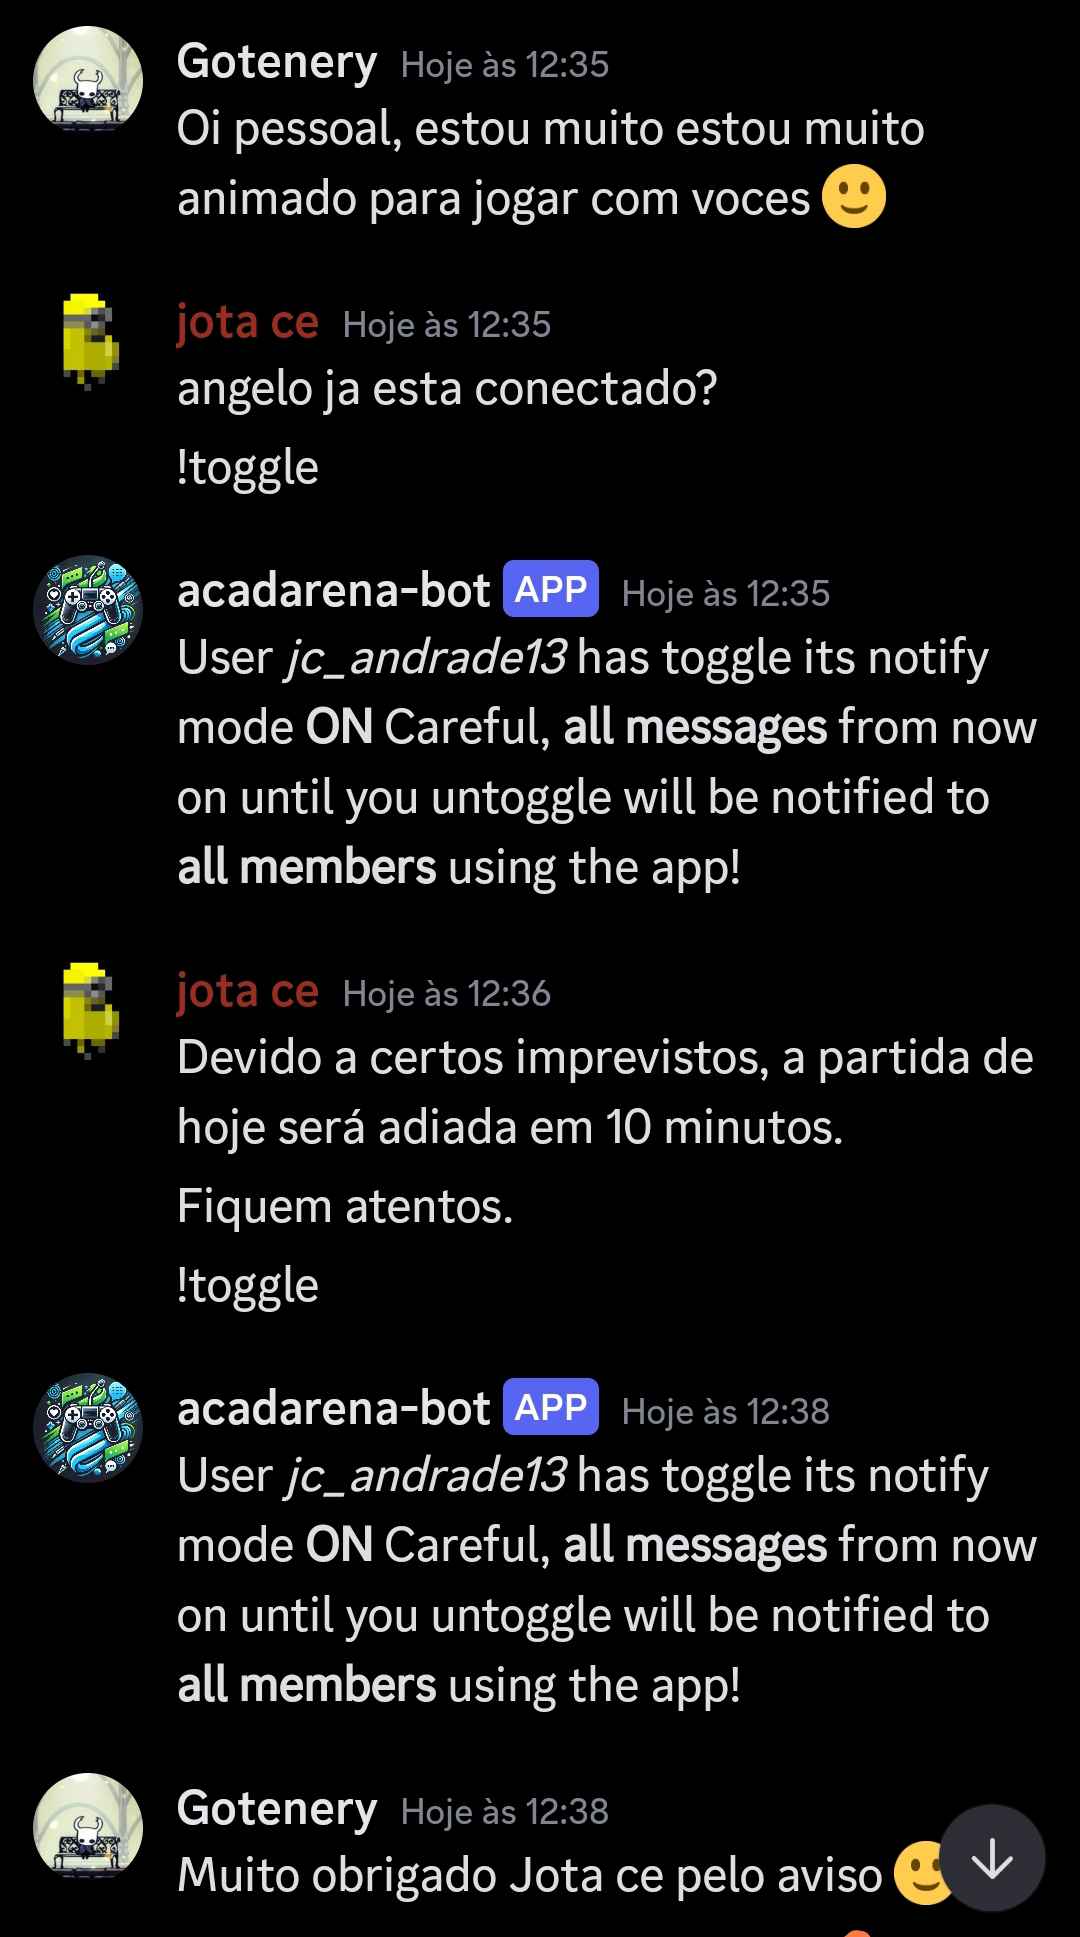 Gotenery Hoje às 12:35
Oi pessoal, estou muito estou muito
animado para jogar com voces
jota ce Hoje às 12:35
angelo ja esta conectado?
!toggle
acadarena-bot APP Hoje às 12:35
User jc_andrade13 has toggle its notify
mode ON Careful, all messages from now
on until you untoggle will be notified to
all members using the app!
jota ce Hoje às 12:36
Devido a certos imprevistos, a partida de
hoje será adiada em 10 minutos.
Fiquem atentos.
!toggle
acadarena-bot APP Hoje às 12:38
User jc_andrade13 has toggle its notify
mode ON Careful, all messages from now
on until you untoggle will be notified to
all members using the app!
Gotenery Hoje às 12:38
Muito obrigado Jota ce pelo aviso